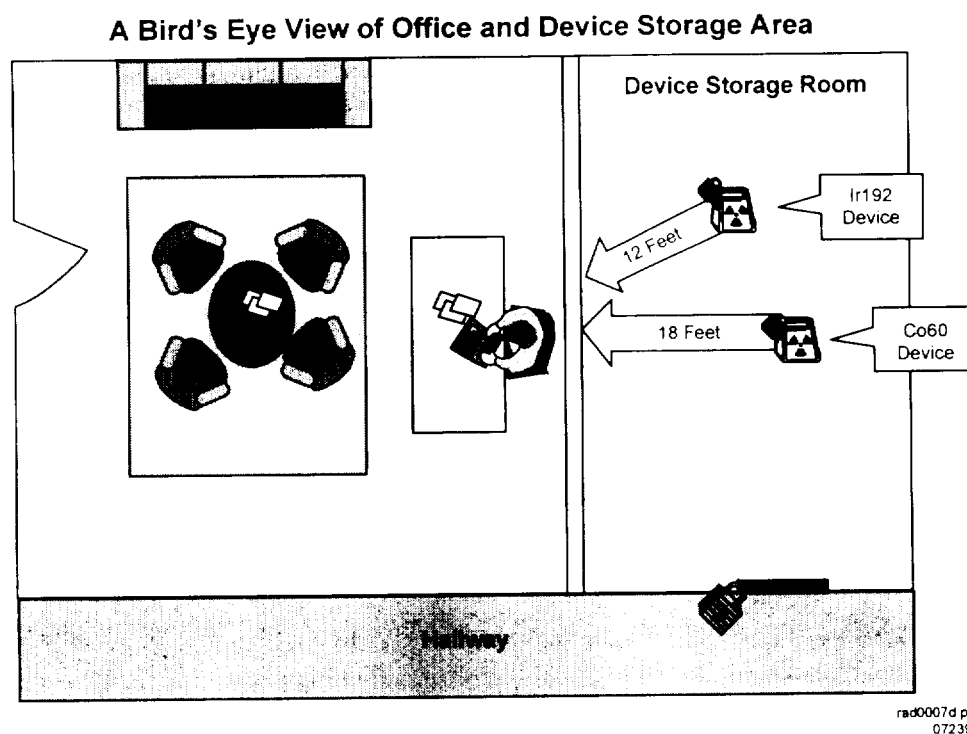 A Bird's Eye View of Office and Device Storage Area
Device Storage Room
Ir192
Device
12 Feet
18 Feet
Co60
Device
Hallway
rad0007d p
07239